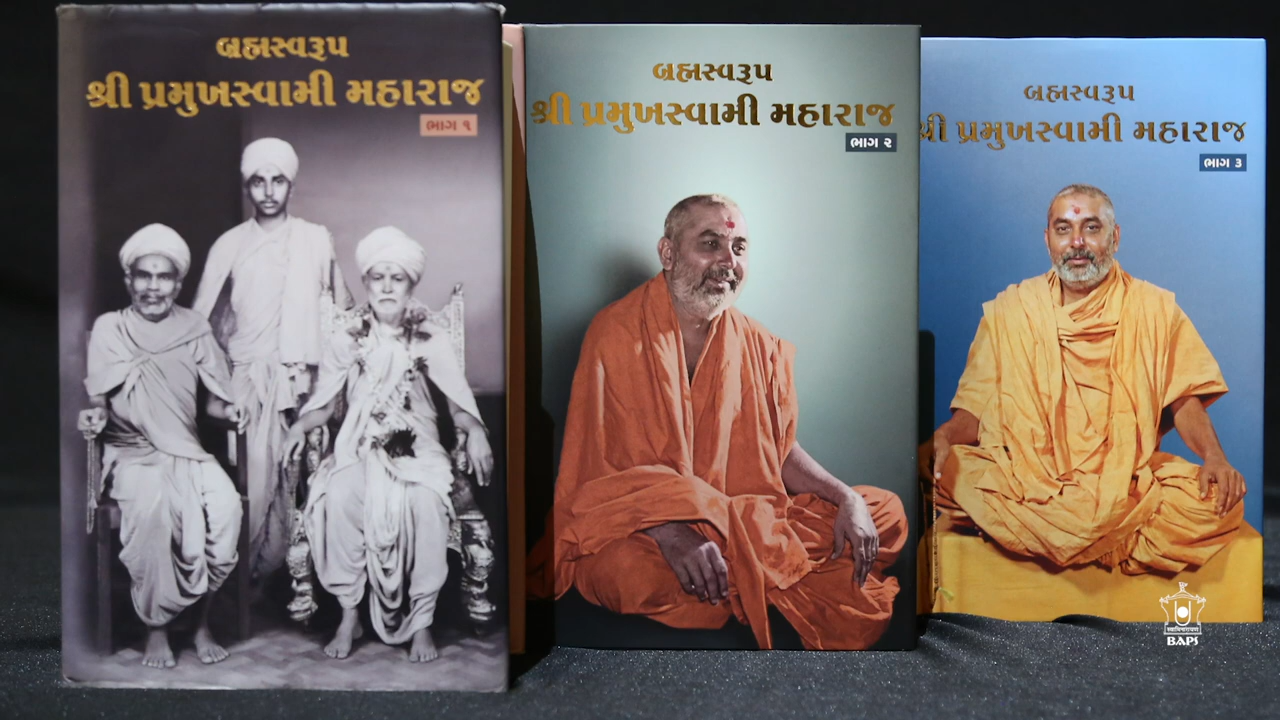 બ્રહ્મસ્વરૂપ
શ્રી પ્રમુખસ્વામી મહારાજ
ભાગ ૧
બ્રહ્મસ્વરૂપ
શ્રી પ્રમુખસ્વામી મહારાજ
ભાગ ૨
બ્રહ્મસ્વરૂપ
શ્રી પ્રમુખસ્વામી મહારાજ
ભાગ ૩
स्वामिनारायण
BAPS